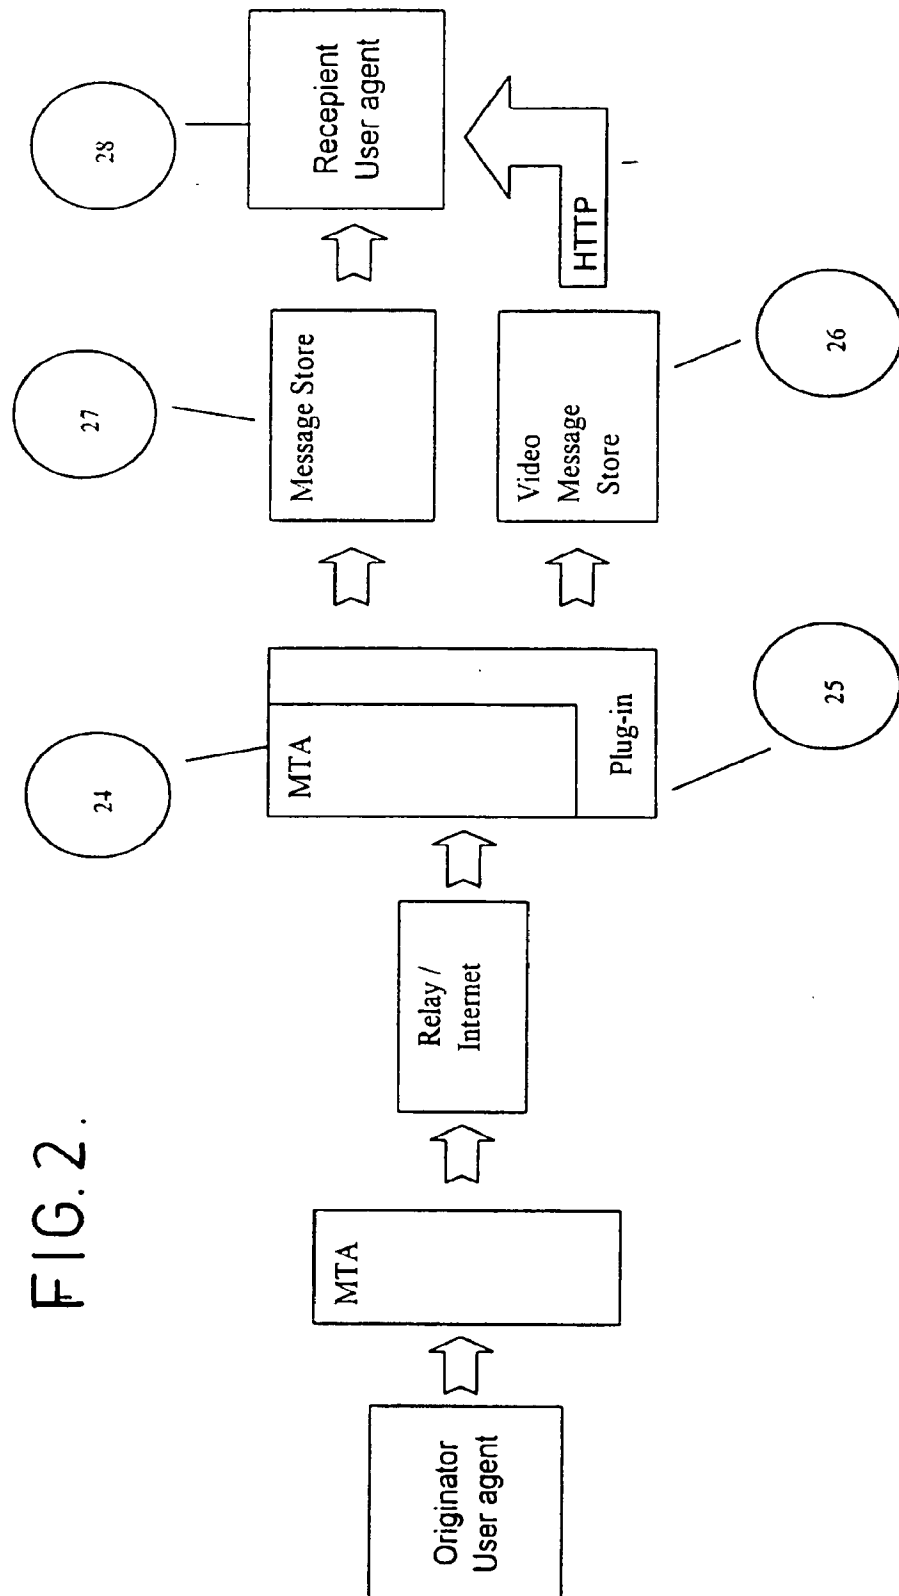 FIG. 2.
Originator
User agent
MTA
Relay /
Internet
24
MTA
Plug-in
25
27
Message Store
Video
Message
Store
26
HTTP
28
Recepient
User agent